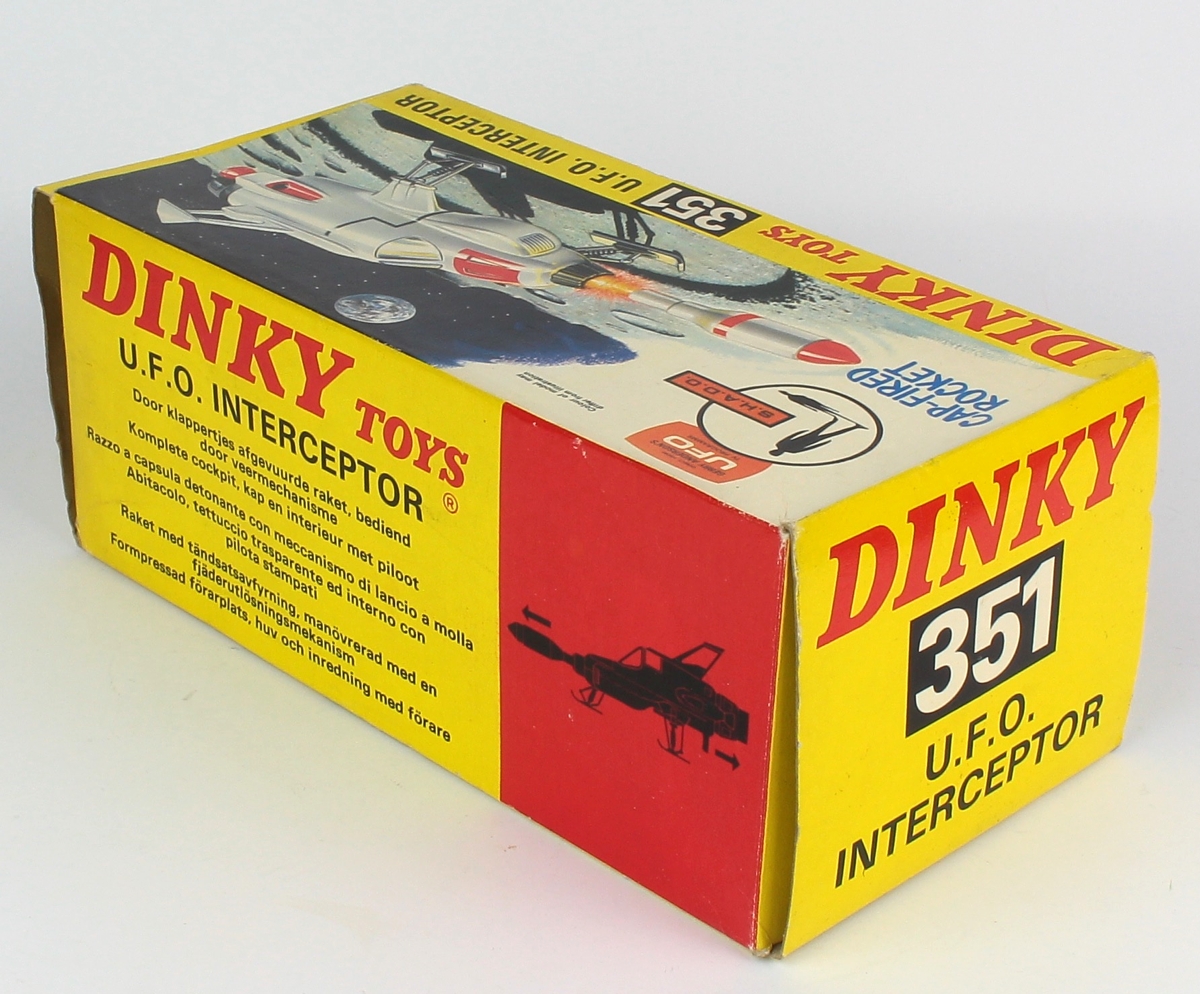 DINKY TOYS
351 U.F.O. INTERCEPTOR
CAP-FIRED
ROCKET
S.H.A.D.O.
UFO
DINKY TOYS ®
U.F.O. INTERCEPTOR
Door klappertjes afgevuurde raket, bediend
door veermechanisme
Komplete cockpit, kap en interieur met piloot
Razzo a capsula detonante con meccanismo di lancio a molla
Abitacolo, tettuccio trasparente ed interno con
pilota stampati
Raket med tändsatsavfyrning, manövrerad med en
fjäderutlösningsmekanism
Formpressad förarplats, huv och inredning med förare
DINKY
351
U.F.O.
INTERCEPTOR